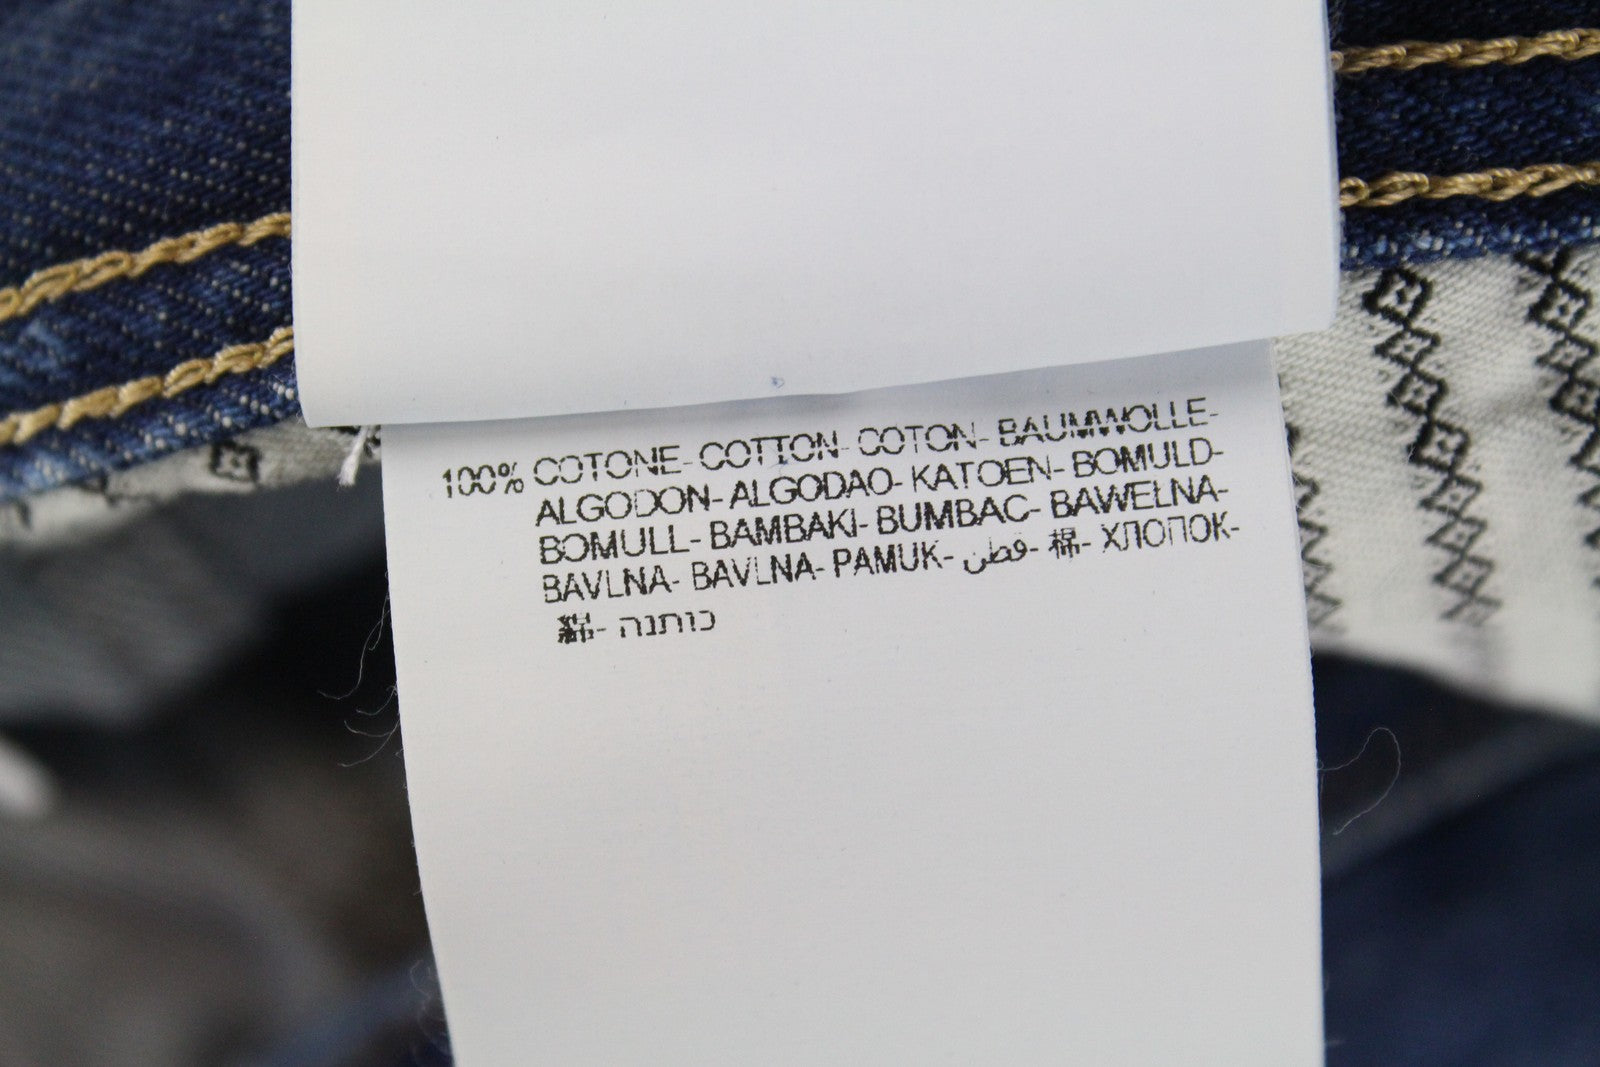 100% COTONE- COTTON- COTON- BAUMWOLLE-
ALGODON- ALGODAO- KATOEN- BOMULD-
BOMULL- BAMBAKI- BUMBAC- BAWEŁNA-
BAVLNA- BAVLNA- PAMUK- قطن- 棉- ХЛОПОК-
綿- כותנה